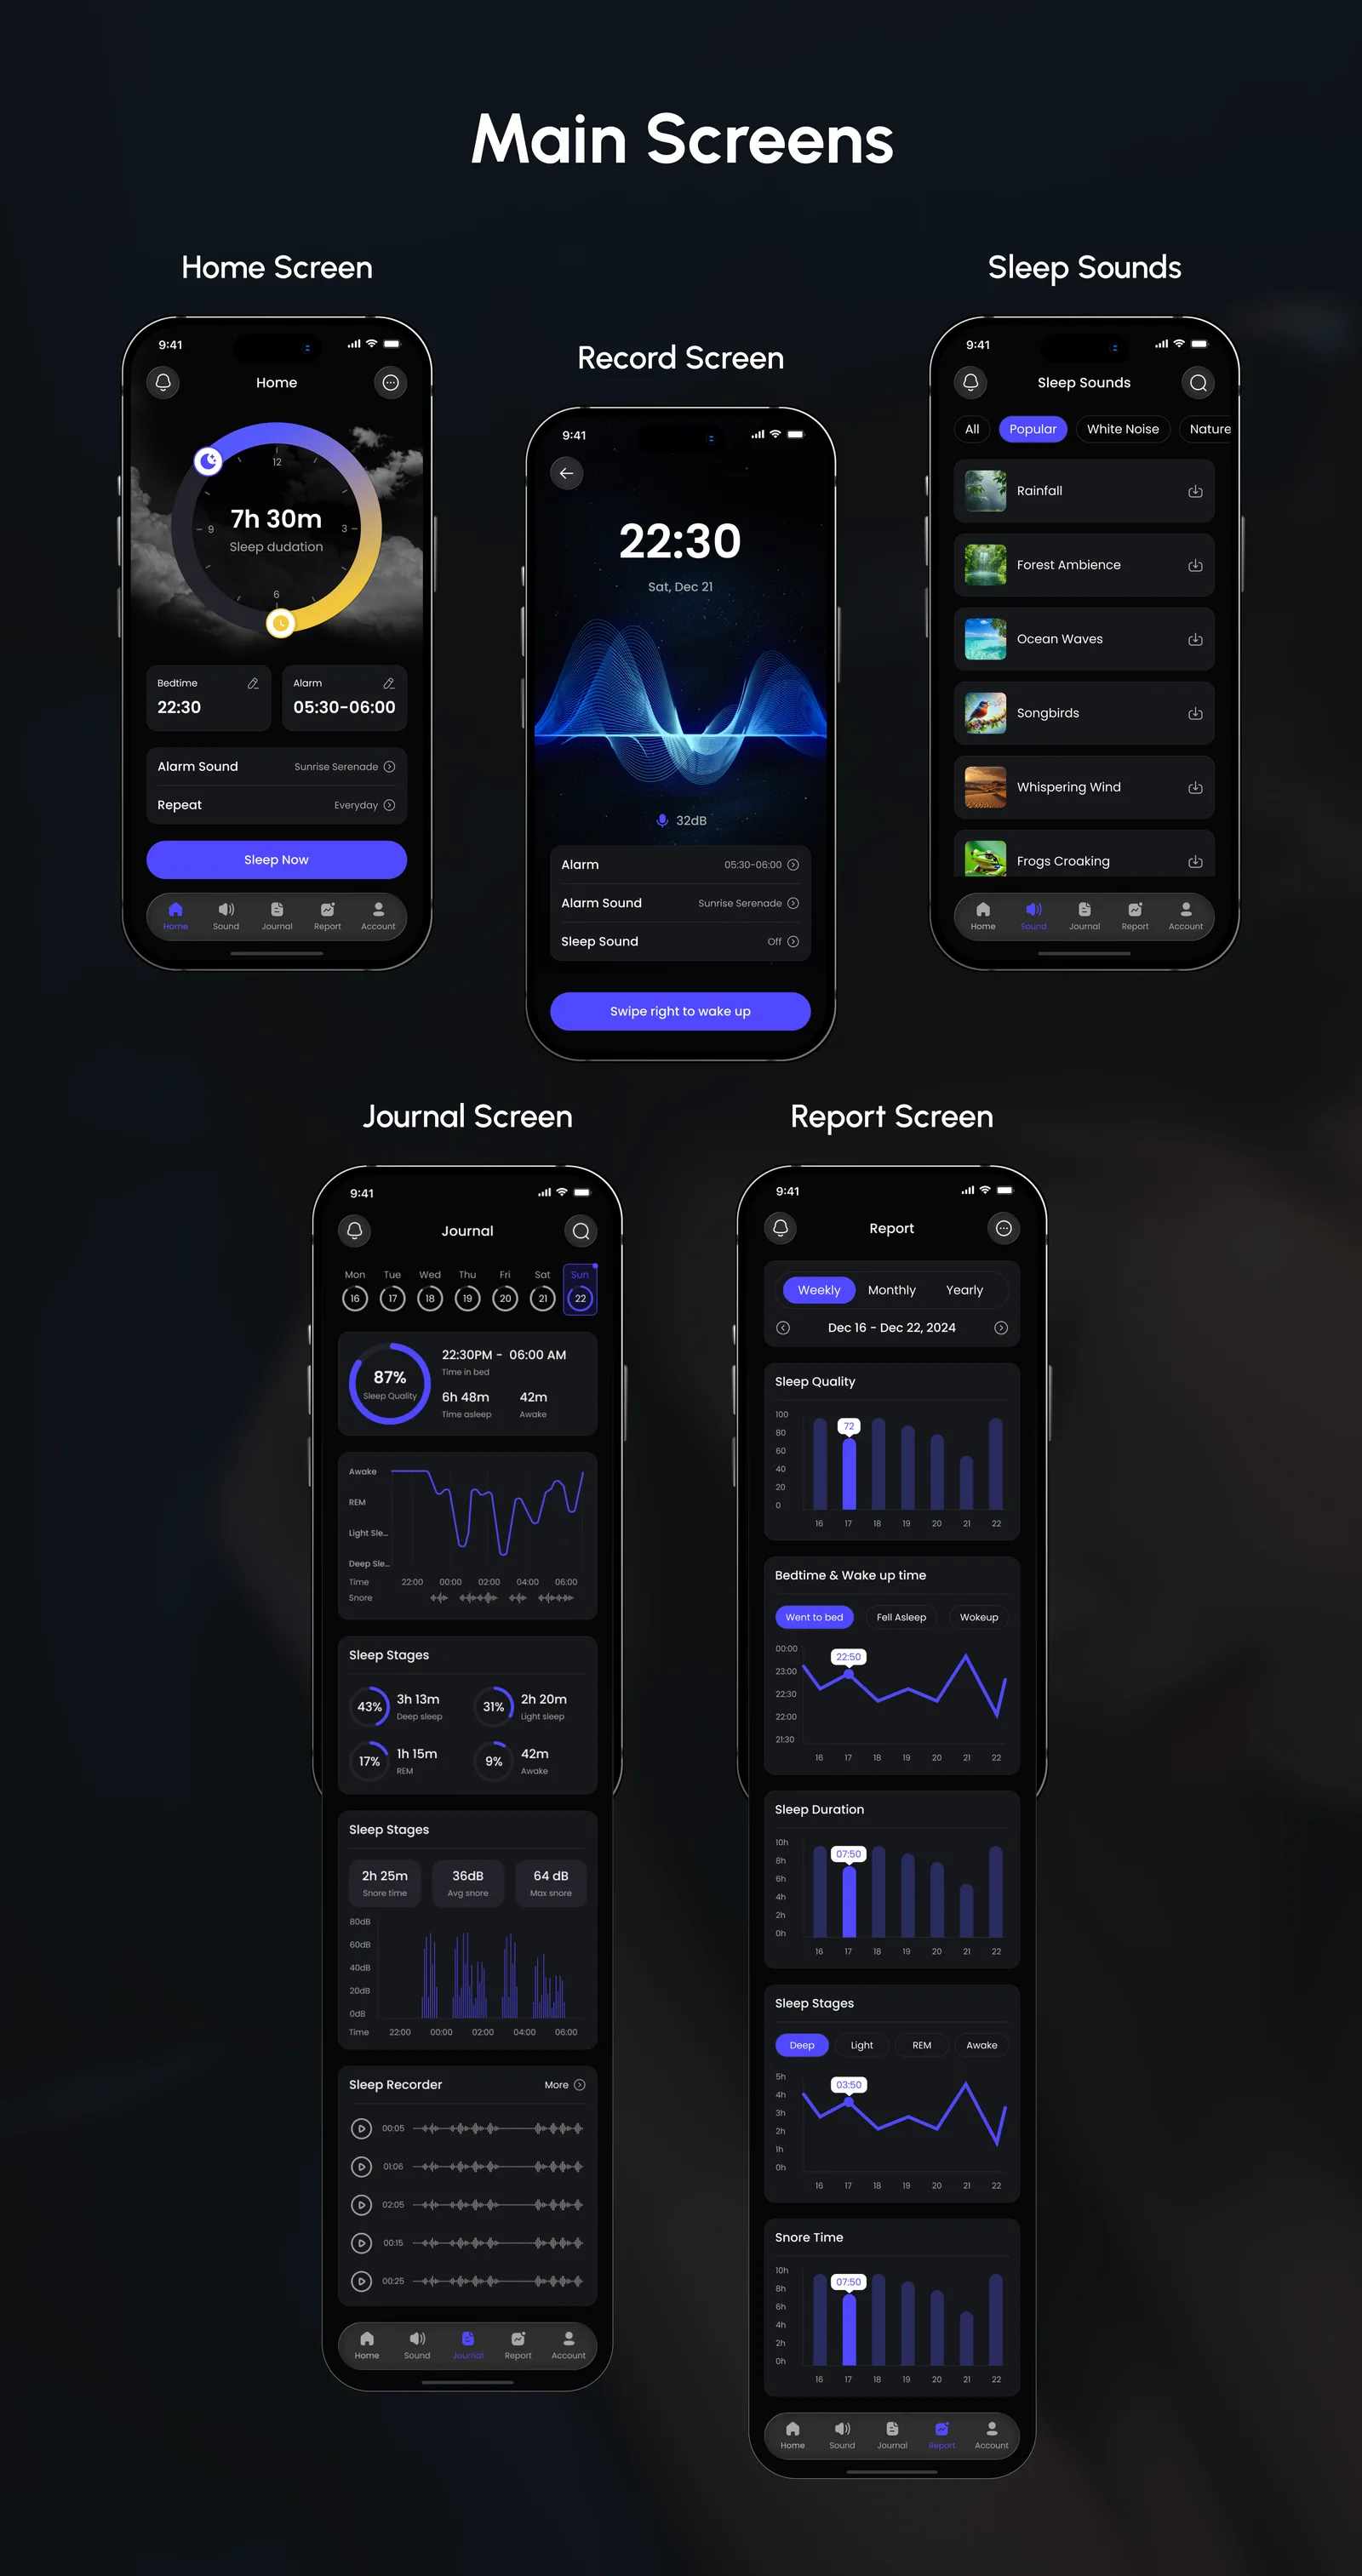 Main Screens
Home Screen
9:41
Home
12
9
3
6
7h 30m
Sleep dudation
Bedtime
22:30
Alarm
05:30-06:00
Alarm Sound
Sunrise Serenade
Repeat
Everyday
Sleep Now
Home Sound Journal Report Account
Record Screen
9:41
22:30
Sat, Dec 21
32dB
Alarm
05:30-06:00
Alarm Sound
Sunrise Serenade
Sleep Sound
Off
Swipe right to wake up
Sleep Sounds
9:41
Sleep Sounds
All Popular White Noise Nature
Rainfall
Forest Ambience
Ocean Waves
Songbirds
Whispering Wind
Frogs Croaking
Home Sound Journal Report Account
Journal Screen
9:41
Journal
Mon Tue Wed Thu Fri Sat Sun
16 17 18 19 20 21 22
87%
Sleep Quality
22:30PM - 06:00 AM
Time in bed
6h 48m
Time asleep
42m
Awake
Awake
REM
Light Sle...
Deep Sle...
Time 22:00 00:00 02:00 04:00 06:00
Snore
Sleep Stages
43%
3h 13m
Deep sleep
31%
2h 20m
Light sleep
17%
1h 15m
REM
9%
42m
Awake
Sleep Stages
2h 25m
Snore time
36dB
Avg snore
64 dB
Max snore
80dB
60dB
40dB
20dB
0dB
Time 22:00 00:00 02:00 04:00 06:00
Sleep Recorder
More
00:05
01:06
02:05
00:15
00:25
Home Sound Journal Report Account
Report Screen
9:41
Report
Weekly Monthly Yearly
Dec 16 - Dec 22, 2024
Sleep Quality
100
80
60
40
20
0
72
16 17 18 19 20 21 22
Bedtime & Wake up time
Went to bed Fell Asleep Wokeup
00:00
23:00
22:30
22:00
21:30
22:50
16 17 18 19 20 21 22
Sleep Duration
10h
8h
6h
4h
2h
0h
07:50
16 17 18 19 20 21 22
Sleep Stages
Deep Light REM Awake
5h
4h
3h
2h
1h
0h
03:50
16 17 18 19 20 21 22
Snore Time
10h
8h
6h
4h
2h
0h
07:50
16 17 18 19 20 21 22
Home Sound Journal Report Account